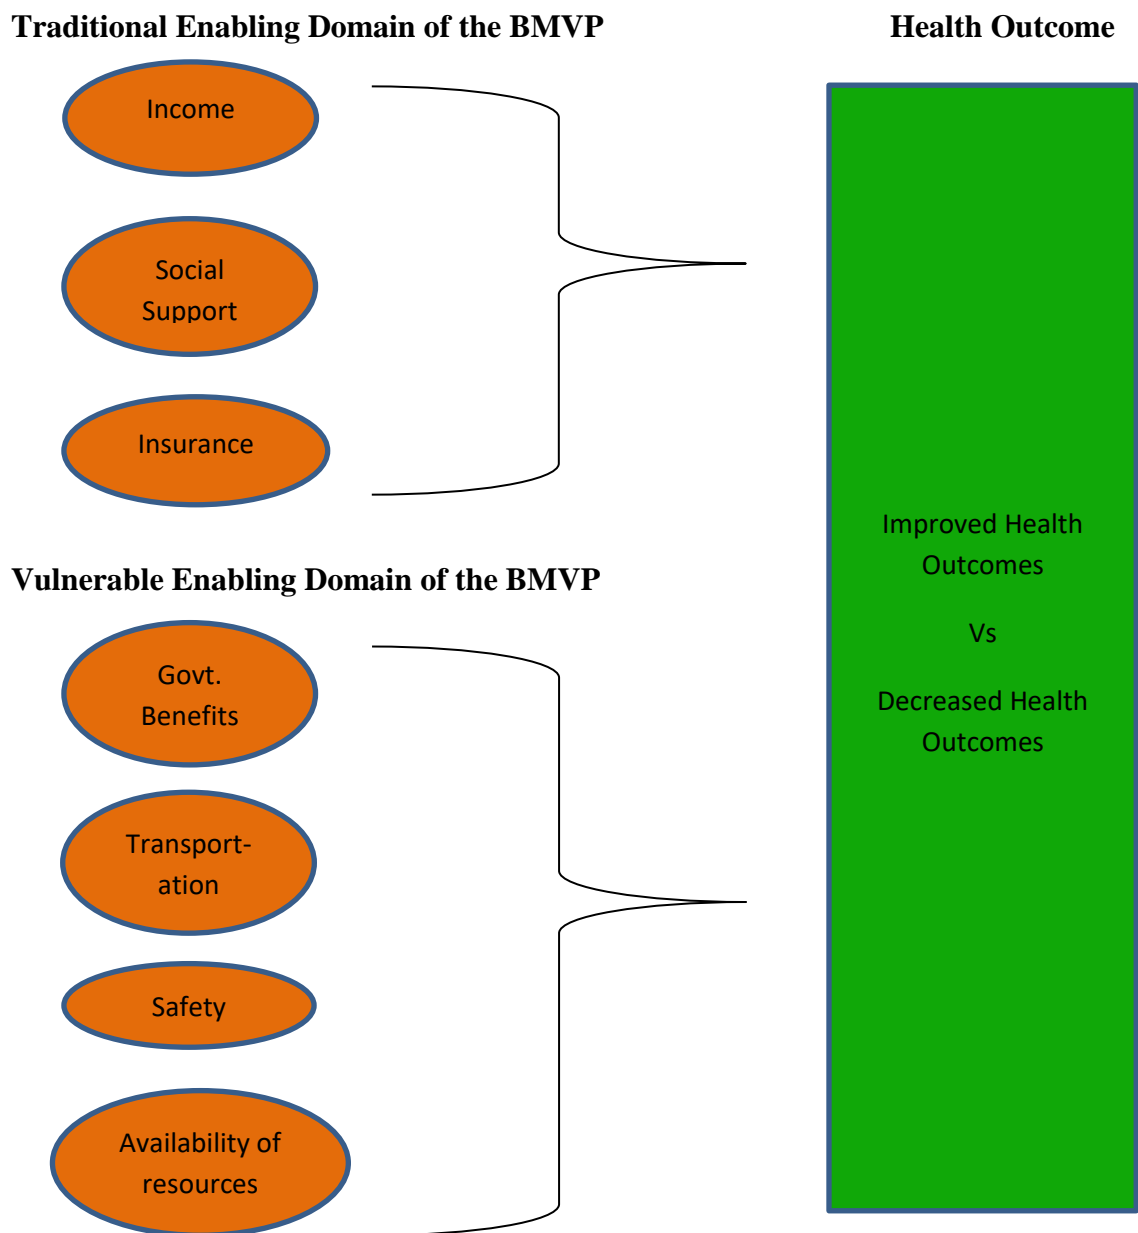 Traditional Enabling Domain of the BMVP
Health Outcome
Income
Social
Support
Insurance
Vulnerable Enabling Domain of the BMVP
Govt.
Benefits
Transport-
ation
Safety
Availability of
resources
Improved Health
Outcomes
Vs
Decreased Health
Outcomes